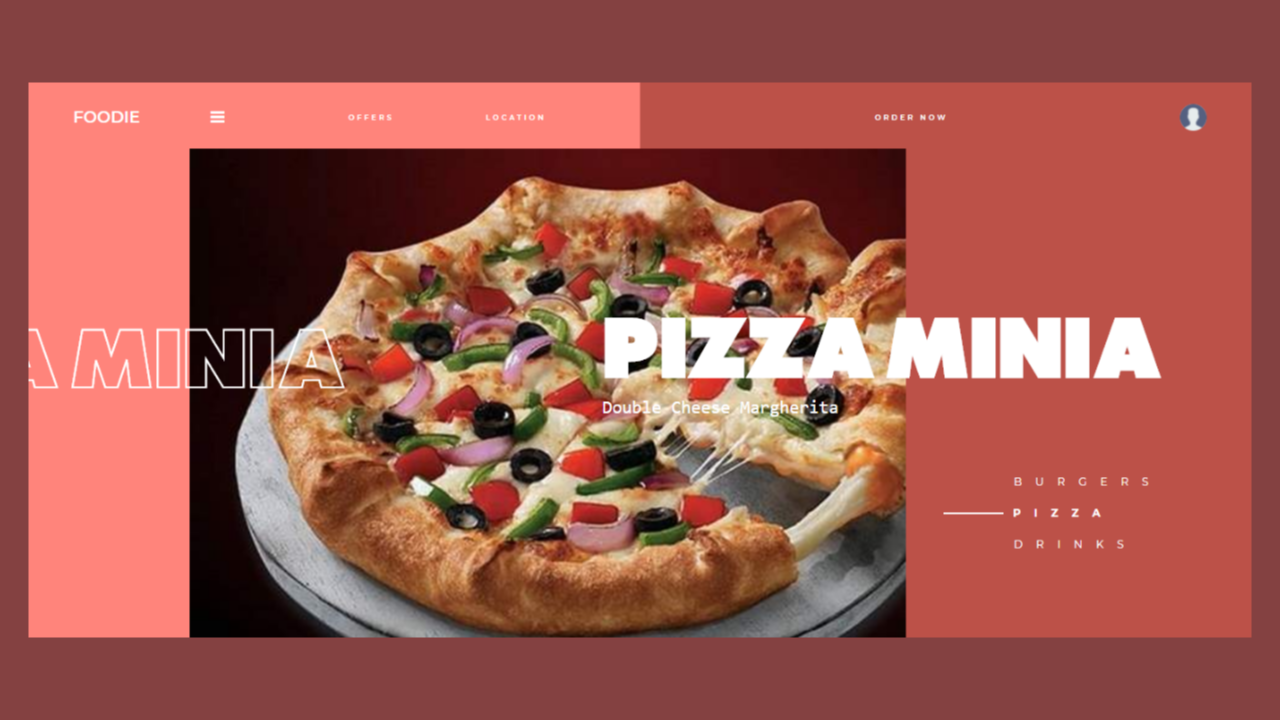 FOODIE
OFFERS
LOCATION
ORDER NOW
A MINIA
PIZZA MINIA
Double Cheese Margherita
BURGERS
PIZZA
DRINKS